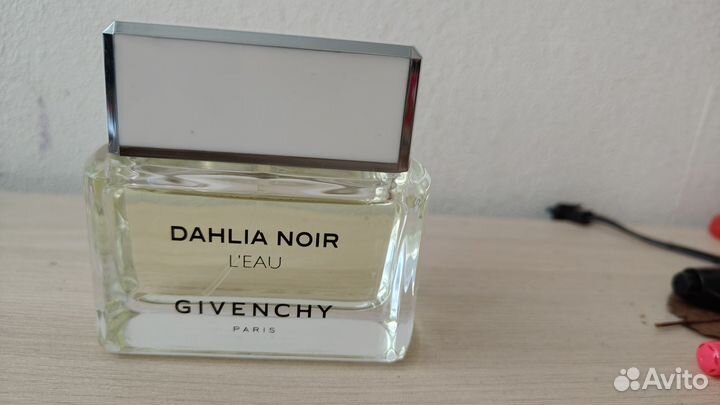 DAHLIA NOIR
L'EAU
GIVENCHY
PARIS
Avito